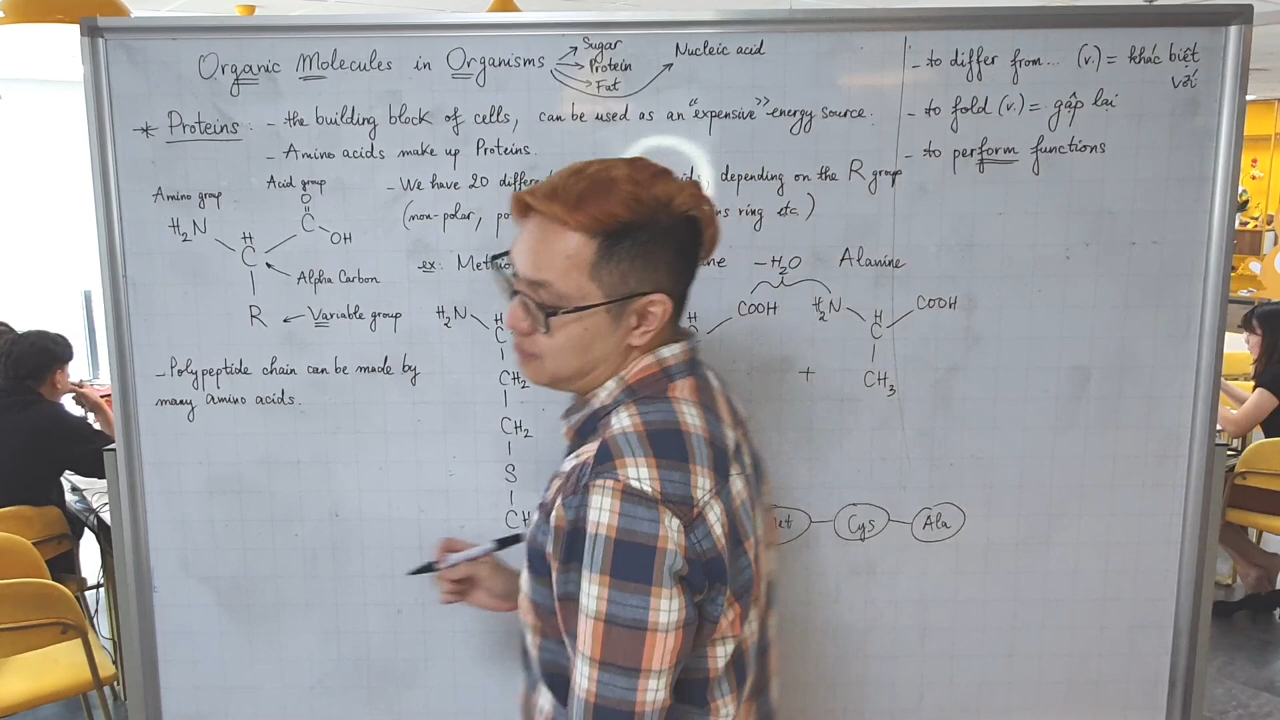 Organic Molecules in Organisms
Sugar
Protein
Fat
Nucleic acid
* Proteins: - the building block of cells, can be used as an "expensive" energy source.
- Amino acids make up Proteins.
- We have 20 , depending on the R group
(non-polar, ring etc)
Amino group
Acid group
O
H₂N
C
OH
H
C
Alpha Carbon
R
Variable group
- Polypeptide chain can be made by
many amino acids.
ex:
- H₂O
Alanine
H₂N
H
C
CH₂
CH₂
S
H
COOH
H₂N
H
C
COOH
+
CH₃
Cys
Ala
- to differ from... (v.) = khác biệt
với
- to fold (v.) = gấp lại
- to perform functions